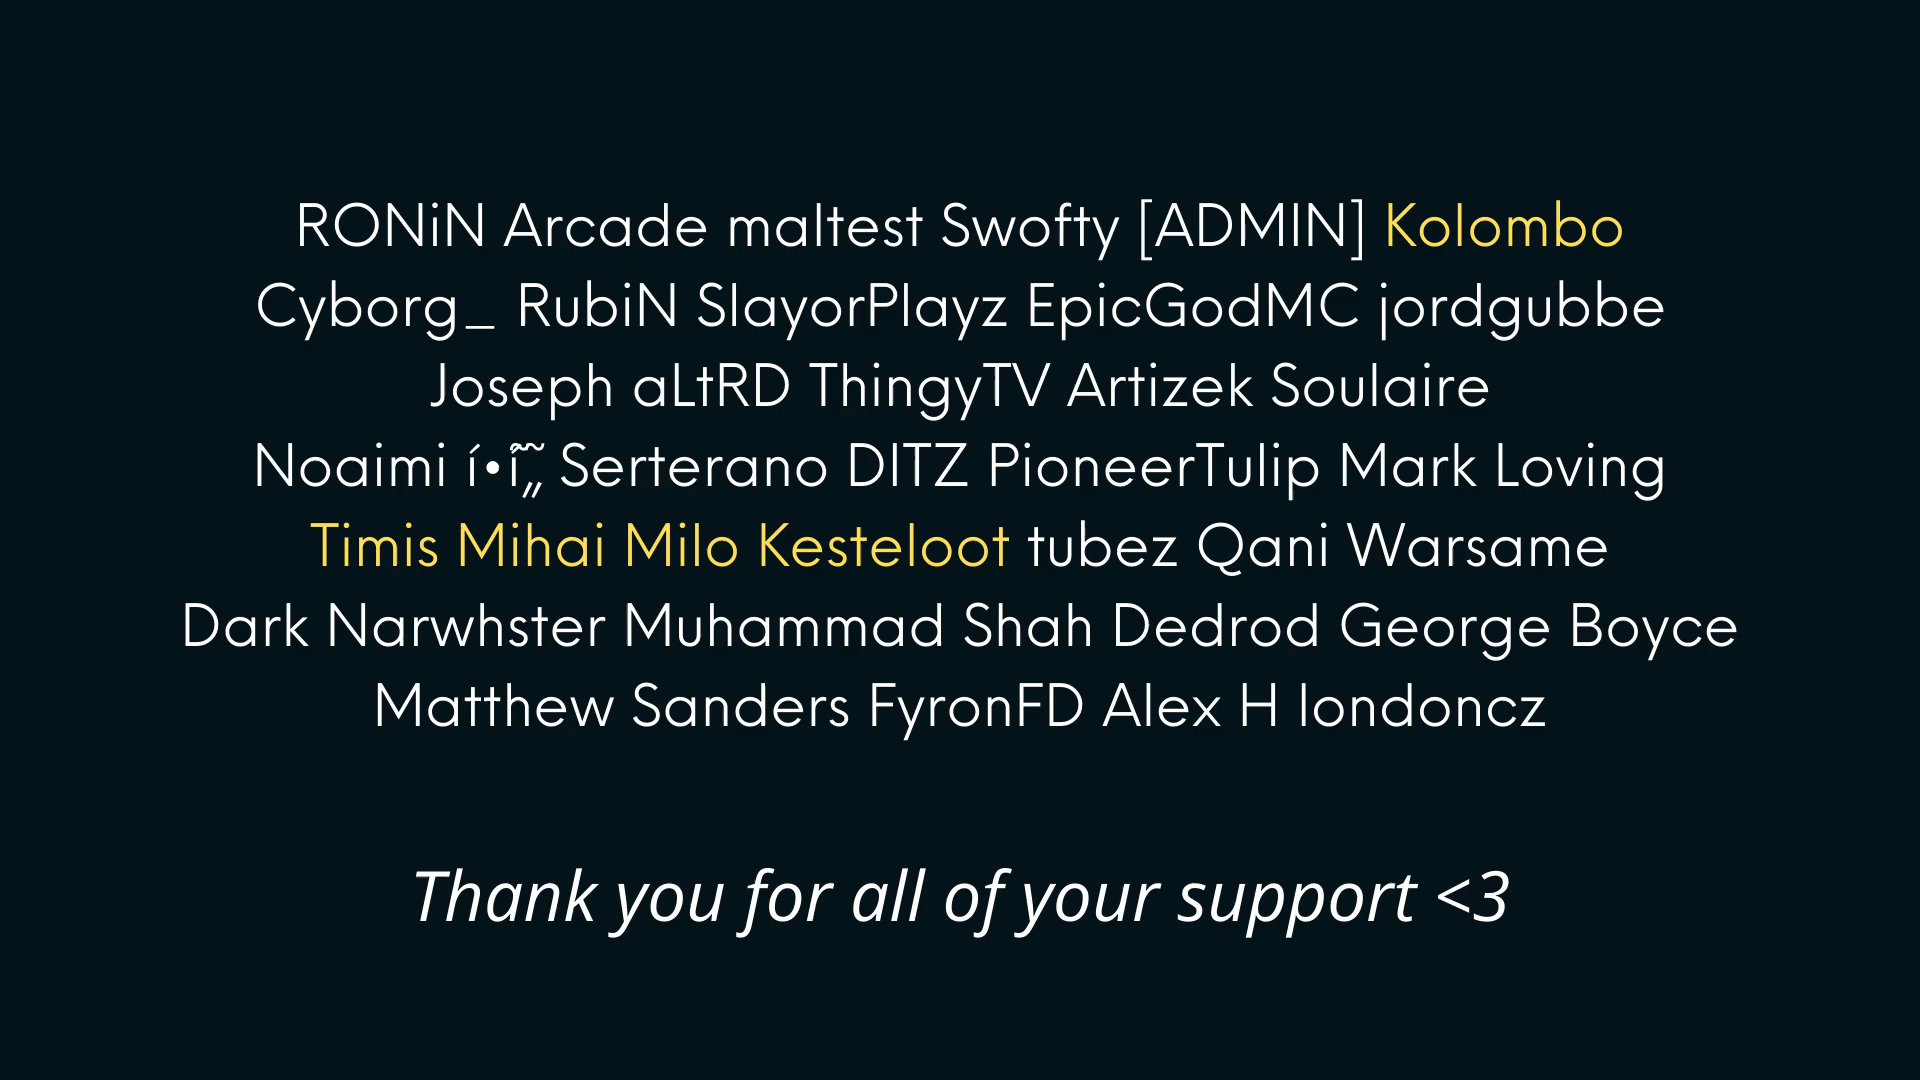 RONiN Arcade maltest Swofty [ADMIN] Kolombo
Cyborg_ RubiN SlayorPlayz EpicGodMC jordgubbe
Joseph aLtRD ThingyTV Artizek Soulaire
Noaimi Serterano DITZ PioneerTulip Mark Loving
Timis Mihai Milo Kesteloot tubez Qani Warsame
Dark Narwhster Muhammad Shah Dedrod George Boyce
Matthew Sanders FyronFD Alex H londoncz
Thank you for all of your support <3